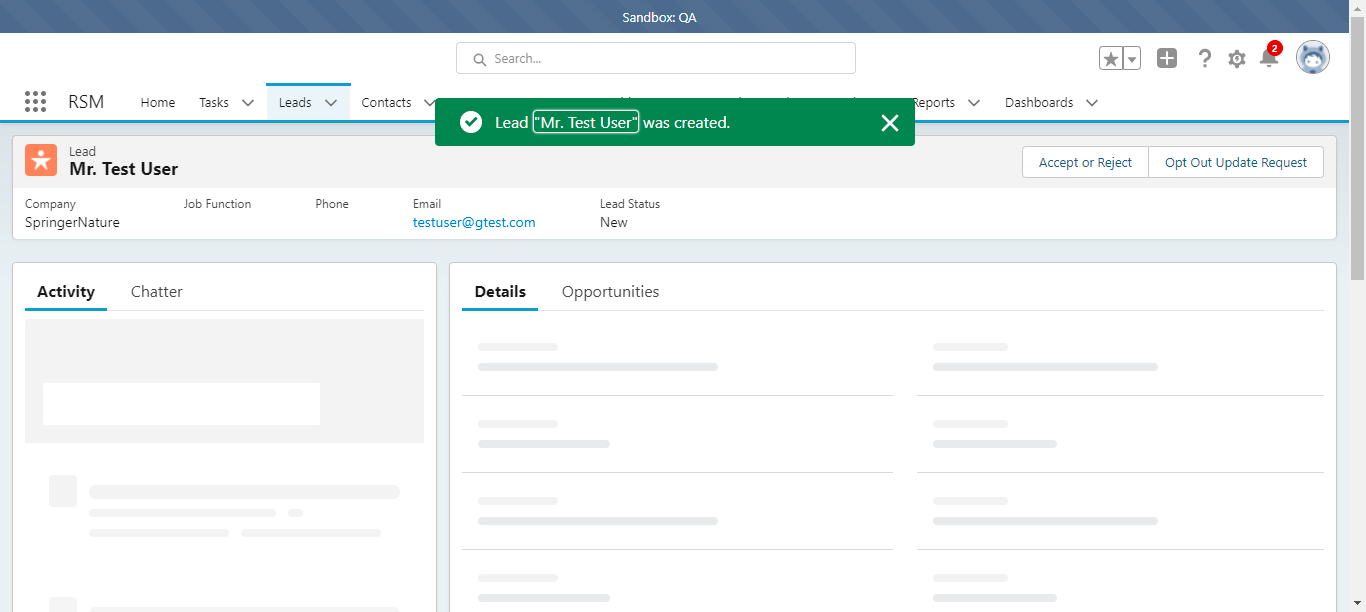 Sandbox: QA
Search...
2
RSM
Home
Tasks
Leads
Contacts
Reports
Dashboards
Lead "Mr. Test User" was created.
Lead
Mr. Test User
Accept or Reject
Opt Out Update Request
Company
SpringerNature
Job Function
Phone
Email
testuser@gtest.com
Lead Status
New
Activity
Chatter
Details
Opportunities